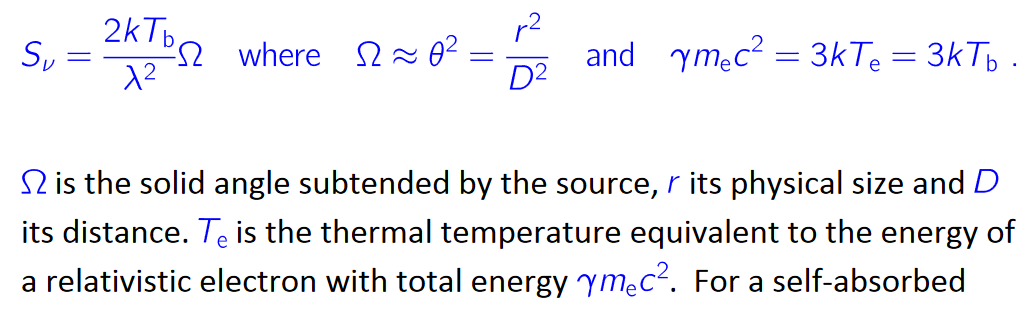 S_ν = 2kT_b/λ² Ω where Ω ≈ θ² = r²/D² and γm_ec² = 3kT_e = 3kT_b .
Ω is the solid angle subtended by the source, r its physical size and D
its distance. T_e is the thermal temperature equivalent to the energy of
a relativistic electron with total energy γm_ec². For a self-absorbed